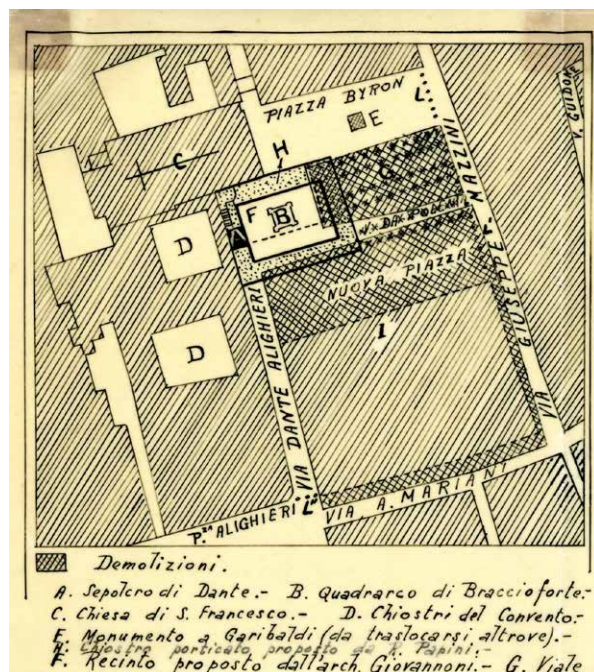 PIAZZA BYRON
L
E
H
C
G
F
B
A
D
V. GUIDONE
VIA DA POLENTA
L.
NUOVA PIAZZA
I
D
VIA GIUSEPPE MAZZINI
VIA DANTE ALIGHIERI
P.ZA ALIGHIERI
L.
VIA A. MARIANI
Demolizioni.
A. Sepolcro di Dante.- B. Quadrarco di Braccioforte.-
C. Chiesa di S. Francesco.- D. Chiostri del Convento.-
E. Monumento a Garibaldi (da traslocarsi altrove).-
H. Chiostro porticato proposto da R. Papini.-
F. Recinto proposto dall'arch. Giovannoni.- G. Viale